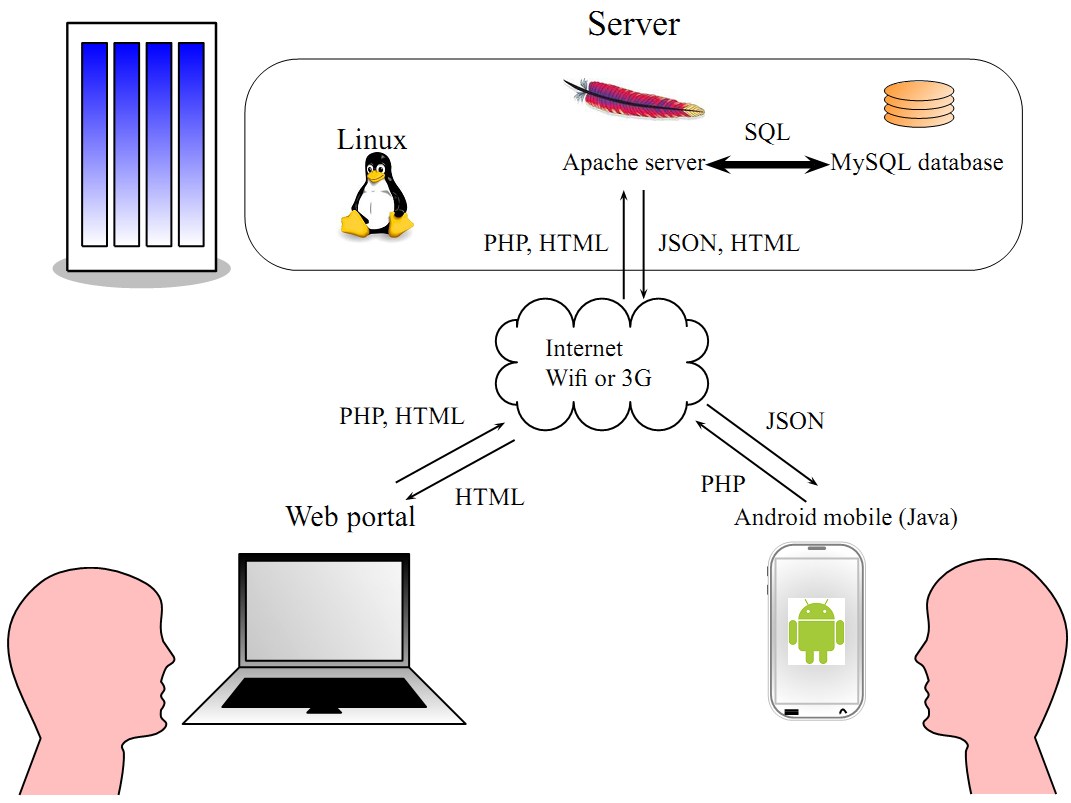 Server
Linux
SQL
Apache server
MySQL database
PHP, HTML
JSON, HTML
Internet
Wifi or 3G
PHP, HTML
JSON
HTML
PHP
Web portal
Android mobile (Java)